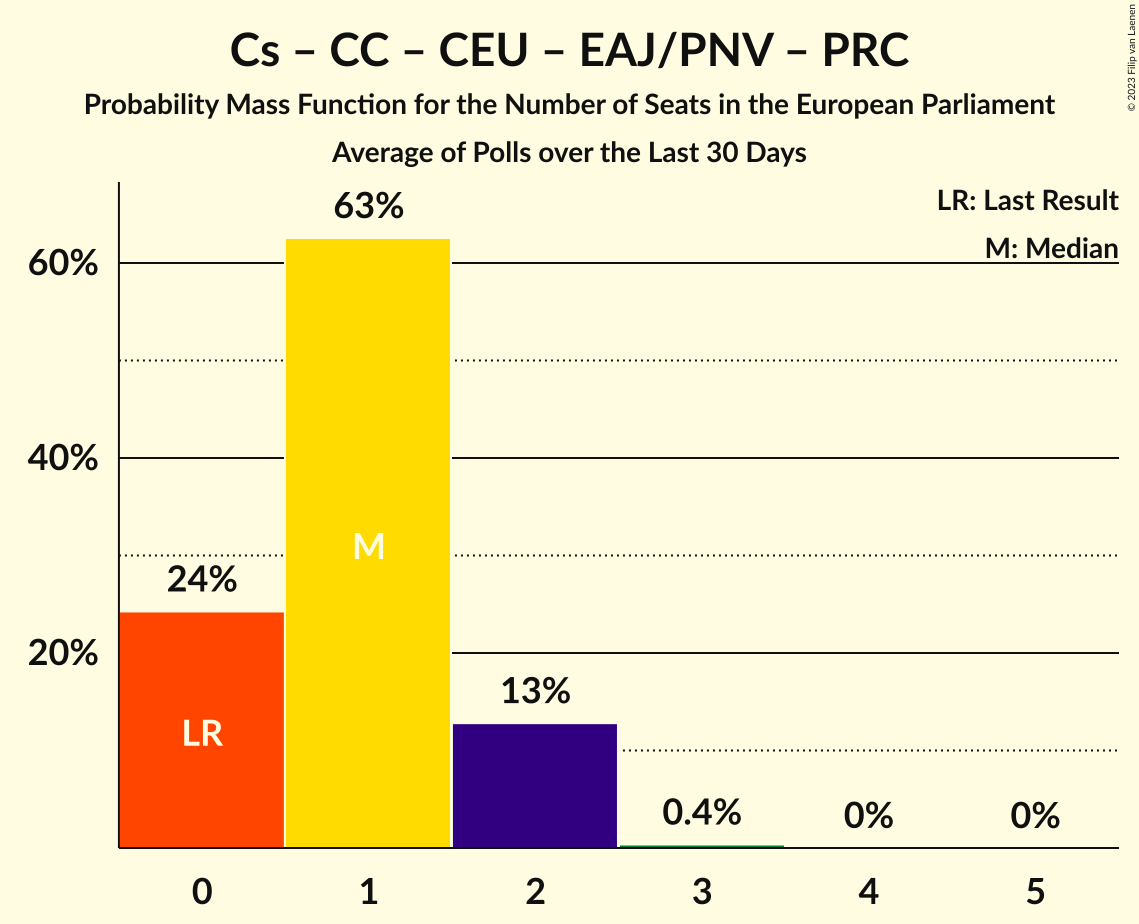 Cs – CC – CEU – EAJ/PNV – PRC
Probability Mass Function for the Number of Seats in the European Parliament
Average of Polls over the Last 30 Days
© 2023 Filip van Laenen
LR: Last Result
M: Median
63%
60%
40%
M
24%
20%
13%
LR
0.4%
0%
0%
0
1
2
3
4
5